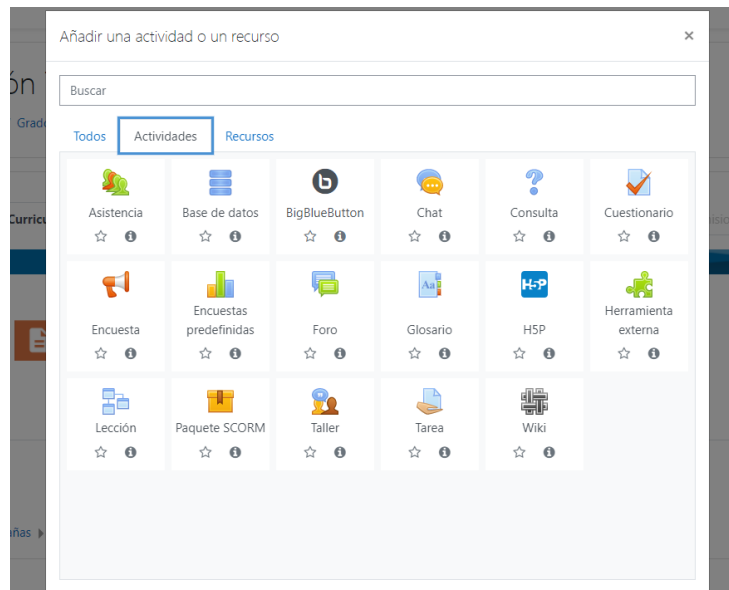 Añadir una actividad o un recurso
×
Buscar
Todos Actividades Recursos
Asistencia Base de datos BigBlueButton Chat Consulta Cuestionario
Encuesta Encuestas predefinidas Foro Glosario H5P Herramienta externa
Lección Paquete SCORM Taller Tarea Wiki